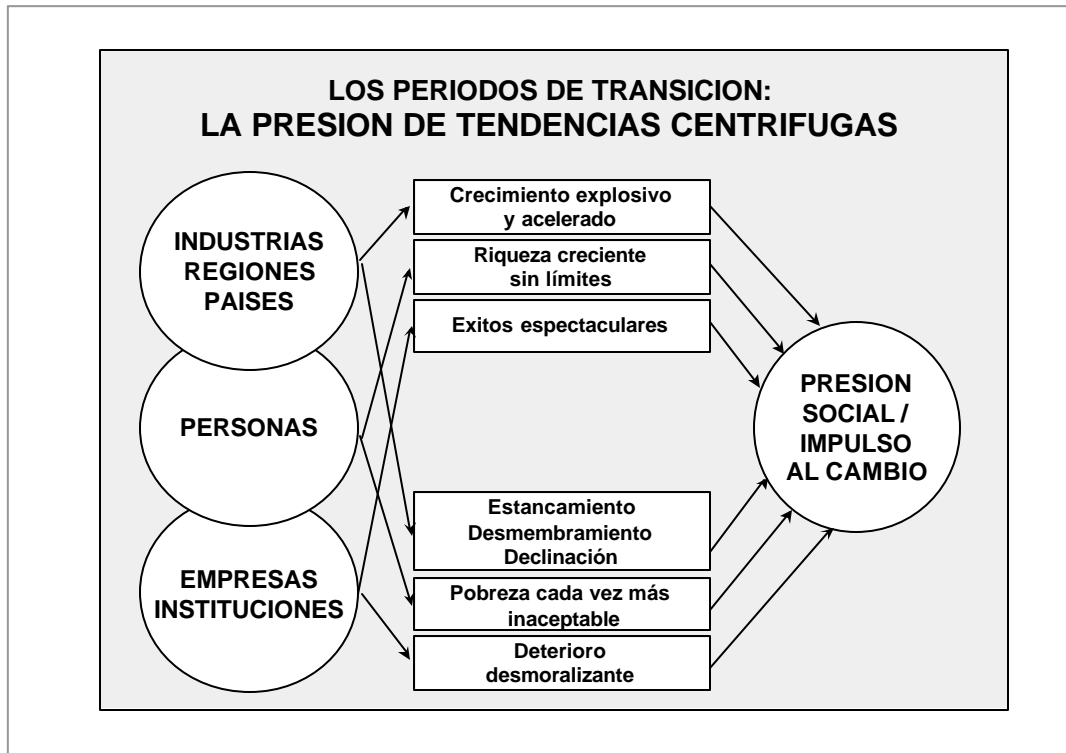 LOS PERIODOS DE TRANSICION:
LA PRESION DE TENDENCIAS CENTRIFUGAS
INDUSTRIAS
REGIONES
PAISES
PERSONAS
EMPRESAS
INSTITUCIONES
Crecimiento explosivo
y acelerado
Riqueza creciente
sin límites
Exitos espectaculares
Estancamiento
Desmembramiento
Declinación
Pobreza cada vez más
inaceptable
Deterioro
desmoralizante
PRESION
SOCIAL /
IMPULSO
AL CAMBIO